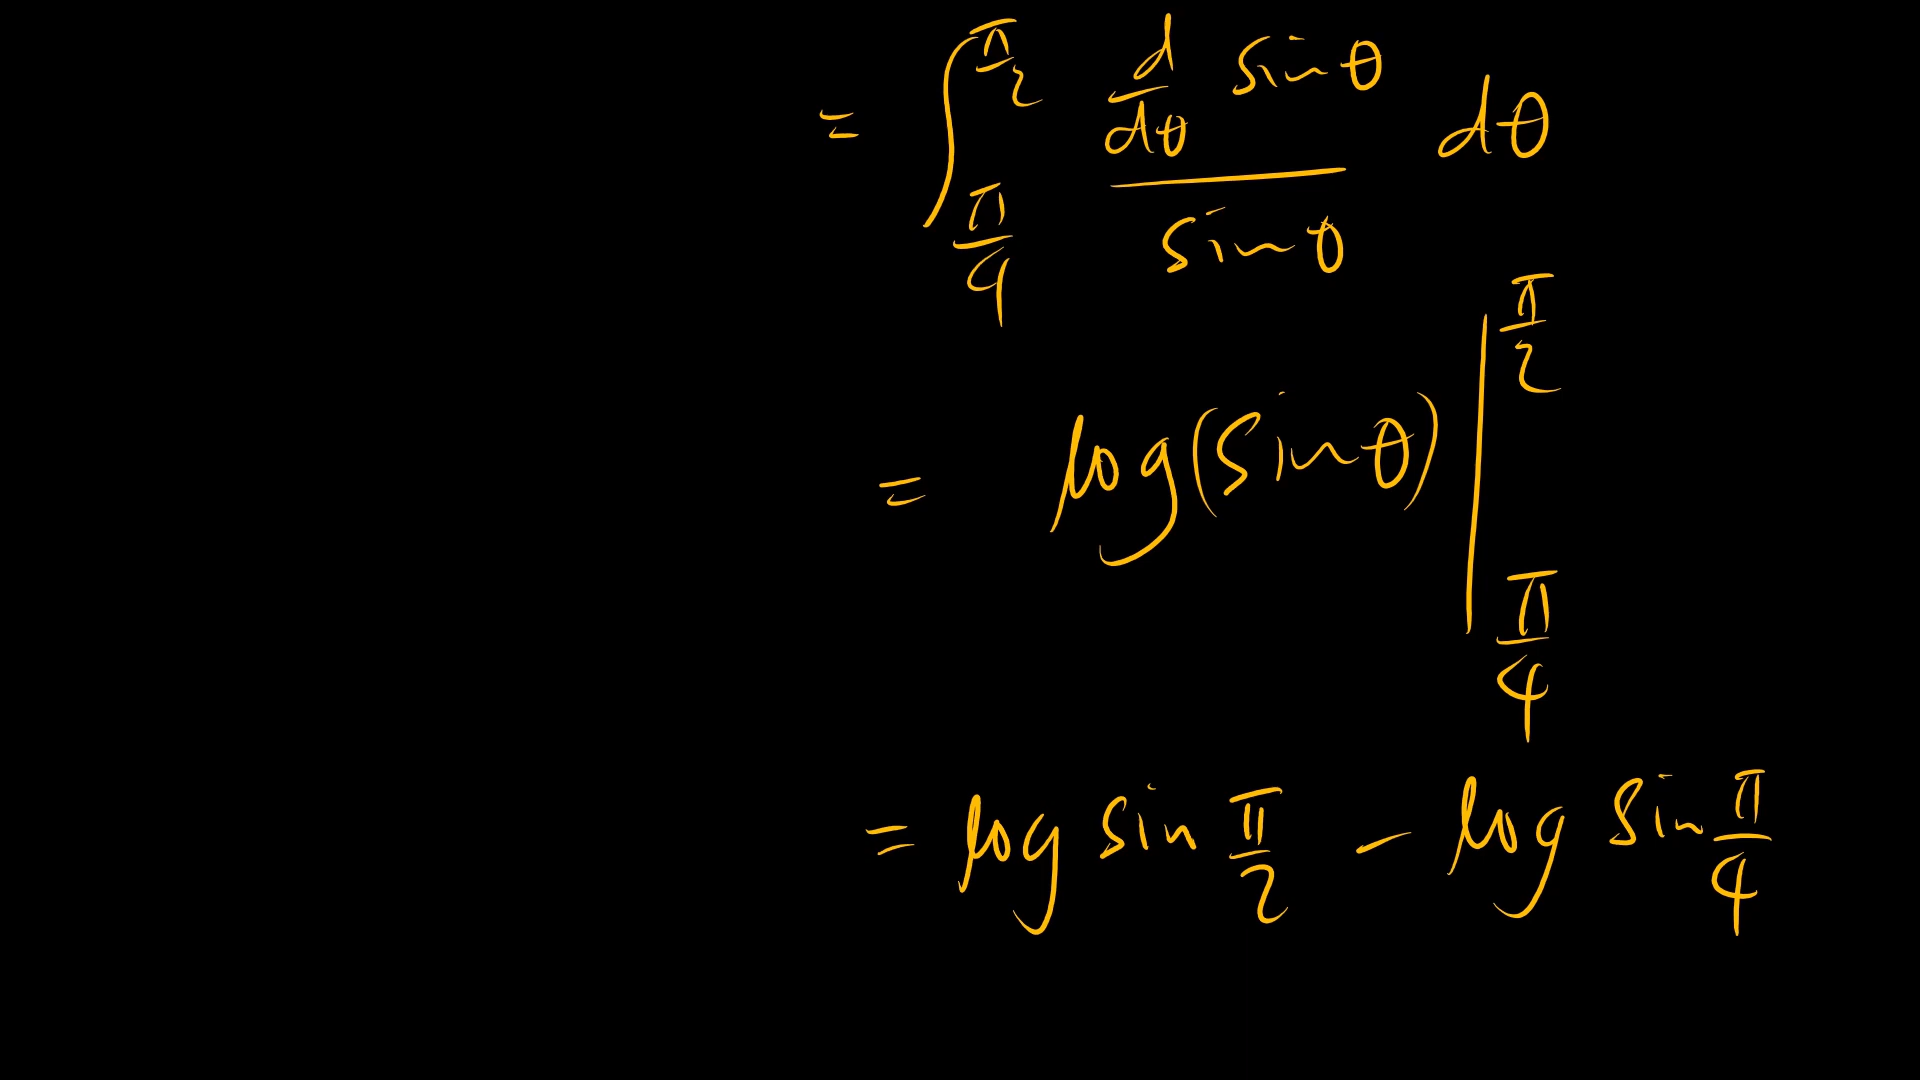 = ∫_{π/4}^{π/2} (d/dθ sinθ)/(sinθ) dθ
= log(sinθ) |_{π/4}^{π/2}
= log sin π/2 − log sin π/4